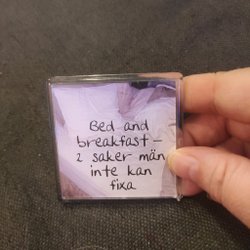 Bed and
breakfast –
2 saker män
inte kan
fixa